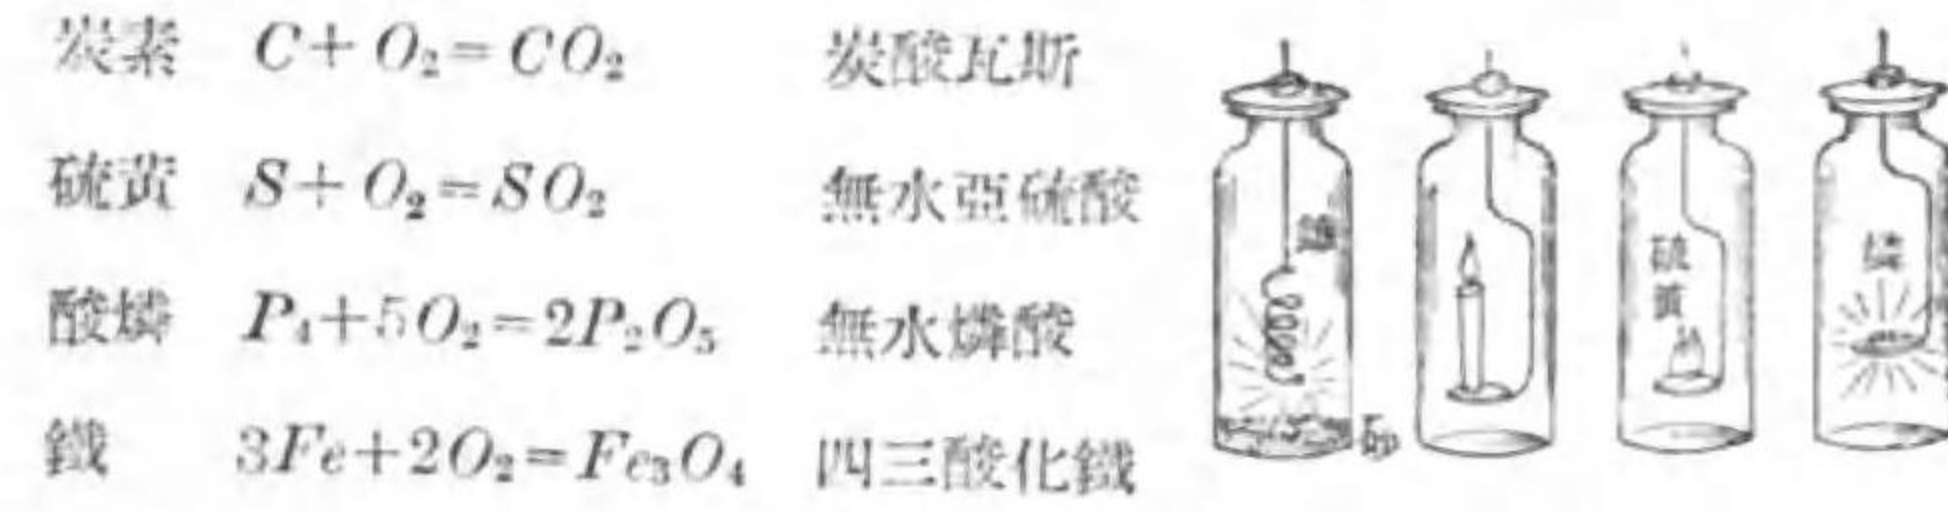 炭素 C + O₂ = CO₂ 炭酸瓦斯
硫黄 S + O₂ = SO₂ 無水亞硫酸
酸燐 P₄ + 5O₂ = 2P₂O₅ 無水燐酸
鐵 3Fe + 2O₂ = Fe₃O₄ 四三酸化鐵
鐵
砂
硫黄
燐